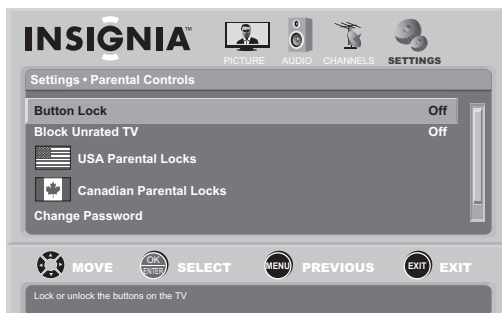 INSIGNIA
PICTURE AUDIO CHANNELS SETTINGS
Settings • Parental Controls
Button Lock Off
Block Unrated TV Off
USA Parental Locks
Canadian Parental Locks
Change Password
MOVE OK ENTER SELECT MENU PREVIOUS EXIT EXIT
Lock or unlock the buttons on the TV